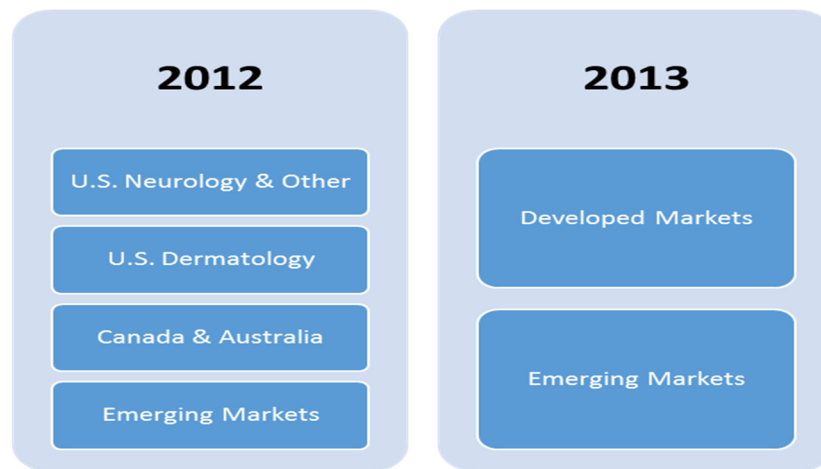 2012
U.S. Neurology & Other
U.S. Dermatology
Canada & Australia
Emerging Markets
2013
Developed Markets
Emerging Markets